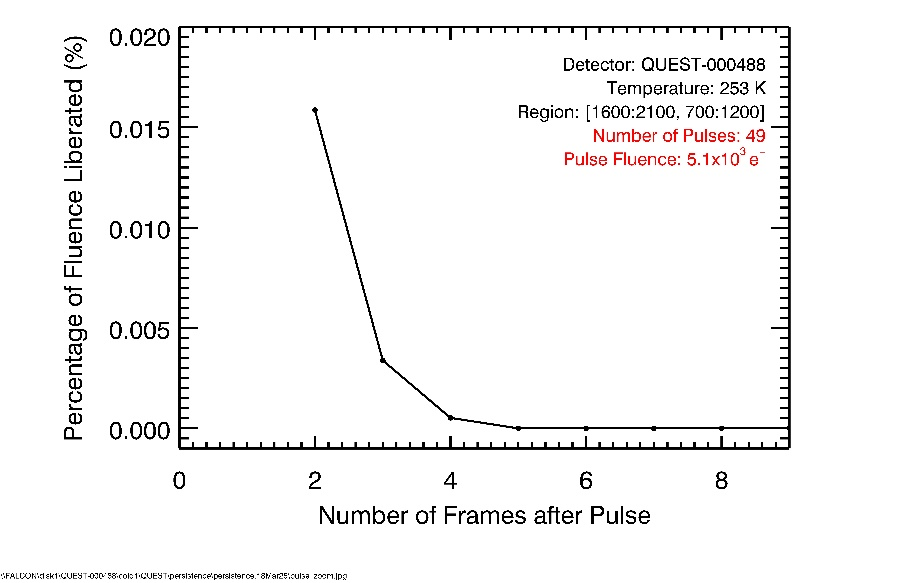 0.020
0.015
0.010
0.005
0.000
Percentage of Fluence Liberated (%)
Detector: QUEST-000488
Temperature: 253 K
Region: [1600:2100, 700:1200]
Number of Pulses: 49
Pulse Fluence: 5.1x10³ e⁻
0 2 4 6 8
Number of Frames after Pulse